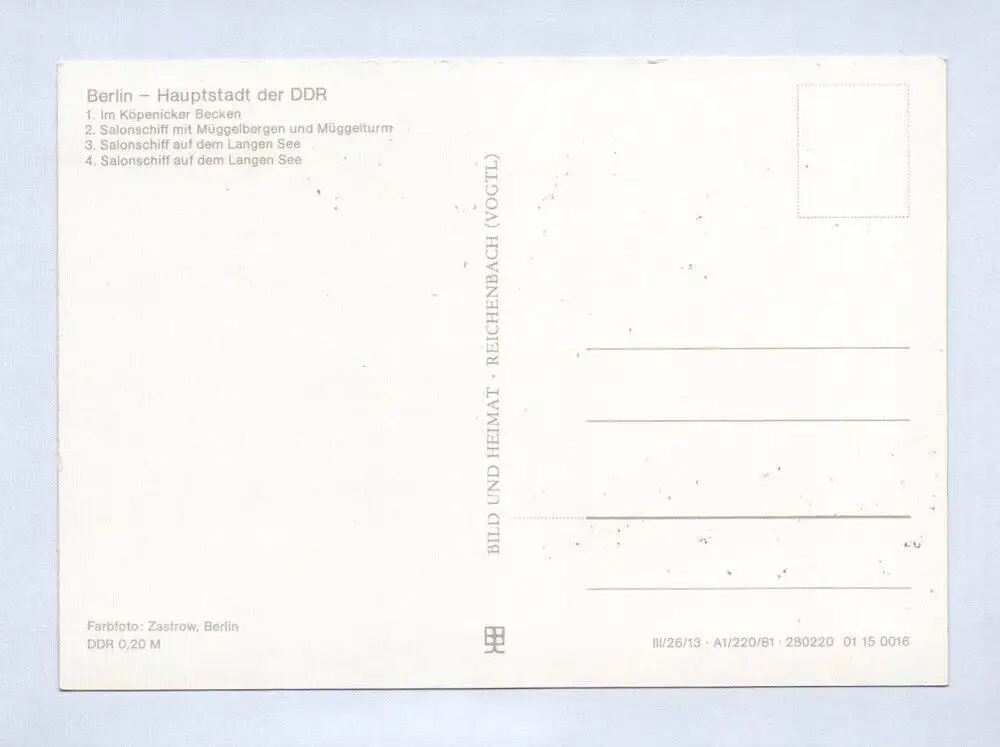 Berlin – Hauptstadt der DDR
1. Im Köpenicker Becken
2. Salonschiff mit Müggelbergen und Müggelturm
3. Salonschiff auf dem Langen See
4. Salonschiff auf dem Langen See
BILD UND HEIMAT · REICHENBACH (VOGTL)
Farbfoto: Zastrow, Berlin
DDR 0,20 M
III/26/13 · A1/220/81 · 280220 01 15 0016